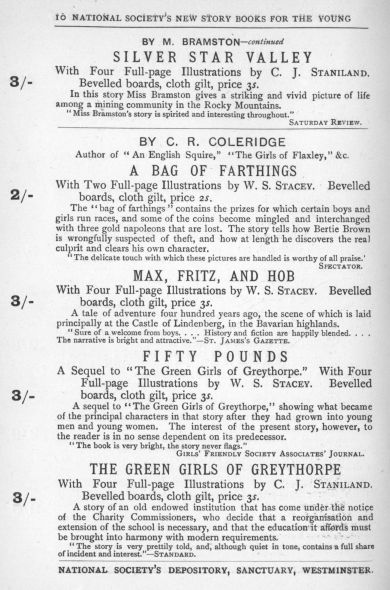 10 NATIONAL SOCIETY'S NEW STORY BOOKS FOR THE YOUNG
BY M. BRAMSTON—continued
SILVER STAR VALLEY
3/- With Four Full-page Illustrations by C. J. STANILAND.
Bevelled boards, cloth gilt, price 3s.
In this story Miss Bramston gives a striking and vivid picture of life
among a mining community in the Rocky Mountains.
"Miss Bramston's story is spirited and interesting throughout."
SATURDAY REVIEW.
BY C. R. COLERIDGE
Author of "An English Squire," "The Girls of Flaxley," &c.
A BAG OF FARTHINGS
With Two Full-page Illustrations by W. S. STACEY. Bevelled
2/- boards, cloth gilt, price 2s.
The "bag of farthings" contains the prizes for which certain boys and
girls run races, and some of the coins become mingled and interchanged
with three gold napoleons that are lost. The story tells how Bertie Brown
is wrongfully suspected of theft, and how at length he discovers the real
culprit and clears his own character.
"The delicate touch with which these pictures are handled is worthy of all praise.'
SPECTATOR.
MAX, FRITZ, AND HOB
With Four Full-page Illustrations by W. S. STACEY. Bevelled
3/- boards, cloth gilt, price 3s.
A tale of adventure four hundred years ago, the scene of which is laid
principally at the Castle of Lindenberg, in the Bavarian highlands.
"Sure of a welcome from boys. . . . History and fiction are happily blended. . . .
The narrative is bright and attractive."—ST. JAMES'S GAZETTE.
FIFTY POUNDS
A Sequel to "The Green Girls of Greythorpe." With Four
Full-page Illustrations by W. S. STACEY. Bevelled
3/- boards, cloth gilt, price 3s.
A sequel to "The Green Girls of Greythorpe," showing what became
of the principal characters in that story after they had grown into young
men and young women. The interest of the present story, however, to
the reader is in no sense dependent on its predecessor.
"The book is very bright, the story never flags."
GIRLS' FRIENDLY SOCIETY ASSOCIATES' JOURNAL.
THE GREEN GIRLS OF GREYTHORPE
With Four Full-page Illustrations by C. J. STANILAND.
3/- Bevelled boards, cloth gilt, price 3s.
A story of an old endowed institution that has come under the notice
of the Charity Commissioners, who decide that a reorganisation and
extension of the school is necessary, and that the education it affords must
be brought into harmony with modern requirements.
"The story is very prettily told, and, although quiet in tone, contains a full share
of incident and interest."—STANDARD.
NATIONAL SOCIETY'S DEPOSITORY, SANCTUARY, WESTMINSTER.